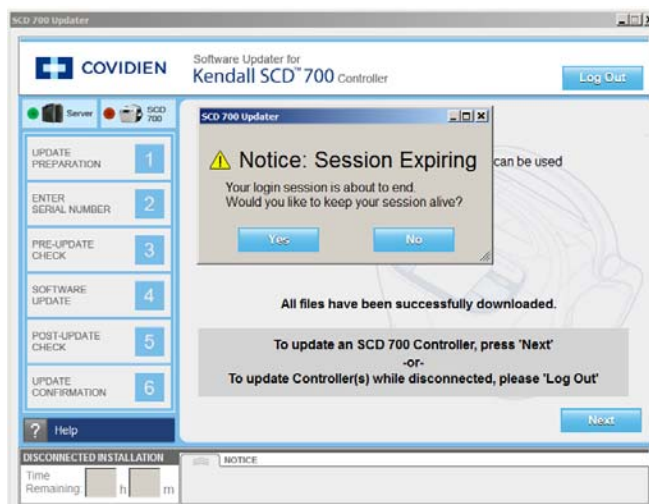 SCD 700 Updater
COVIDIEN
Software Updater for
Kendall SCD™ 700 Controller
Log Out
Server
SCD
700
SCD 700 Updater
Notice: Session Expiring
Your login session is about to end.
Would you like to keep your session alive?
Yes
No
can be used
UPDATE
PREPARATION
1
ENTER
SERIAL NUMBER
2
PRE-UPDATE
CHECK
3
SOFTWARE
UPDATE
4
POST-UPDATE
CHECK
5
UPDATE
CONFIRMATION
6
All files have been successfully downloaded.
To update an SCD 700 Controller, press 'Next'
-or-
To update Controller(s) while disconnected, please 'Log Out'
Next
? Help
DISCONNECTED INSTALLATION
Time
Remaining: h m
NOTICE